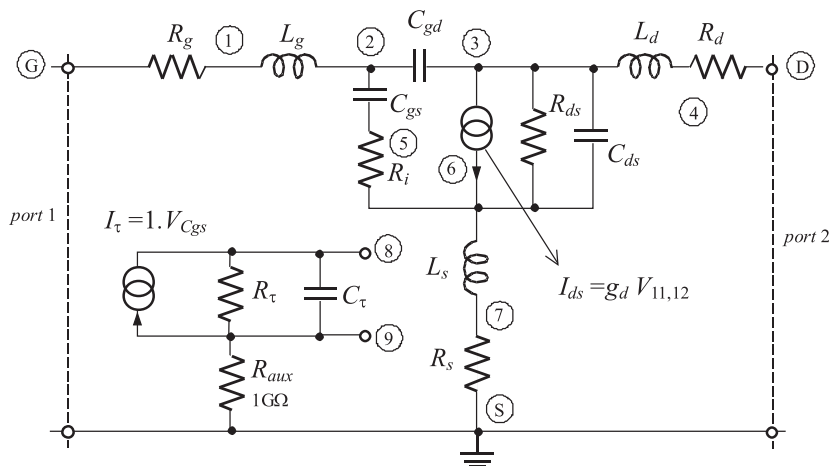 R_g ① L_g ② C_gd ③ L_d R_d
G D
C_gs R_ds ④
⑤ C_ds
R_i ⑥
port 1 port 2
I_τ =1.V_Cgs
⑧
L_s I_ds =g_d V_11,12
R_τ C_τ
⑦
⑨
R_s
R_aux
1GΩ
S